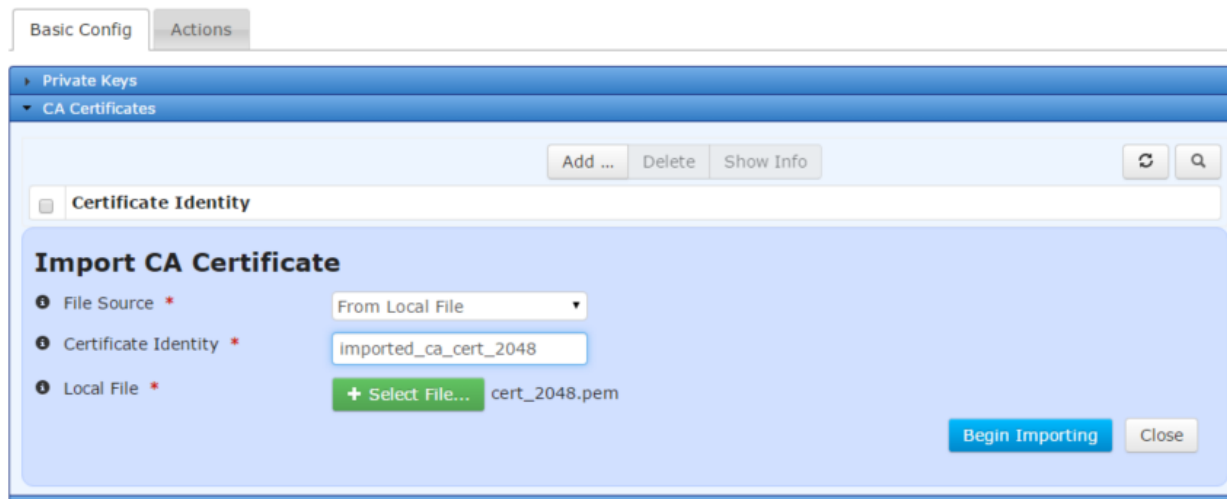 Basic Config Actions
Private Keys
CA Certificates
Add ... Delete Show Info
Certificate Identity
Import CA Certificate
File Source * From Local File
Certificate Identity * imported_ca_cert_2048
Local File * + Select File... cert_2048.pem
Begin Importing Close